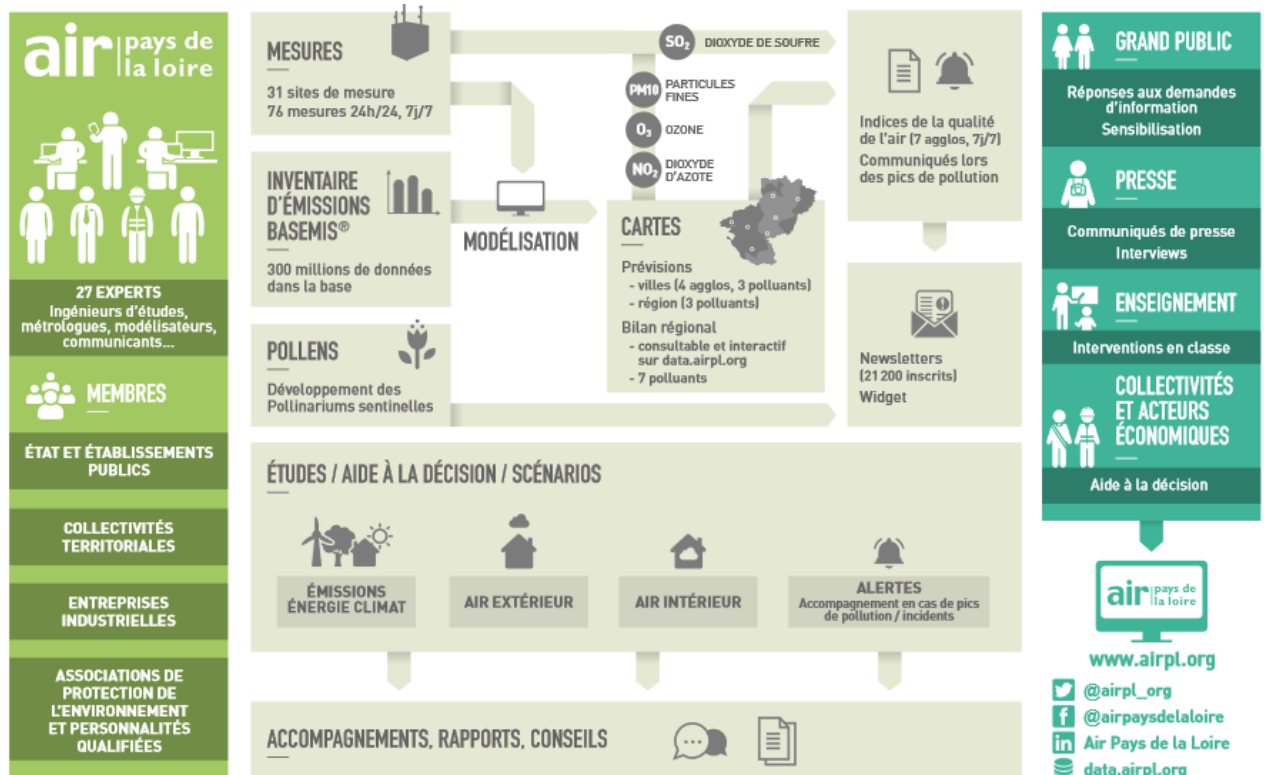 air pays de
la loire
27 EXPERTS
Ingénieurs d'études,
métrologues, modélisateurs,
communicants...
MEMBRES
ÉTAT ET ÉTABLISSEMENTS
PUBLICS
COLLECTIVITÉS
TERRITORIALES
ENTREPRISES
INDUSTRIELLES
ASSOCIATIONS DE
PROTECTION DE
L'ENVIRONNEMENT
ET PERSONNALITÉS
QUALIFIÉES
MESURES
31 sites de mesure
76 mesures 24h/24, 7j/7
INVENTAIRE
D'ÉMISSIONS
BASEMIS®
300 millions de données
dans la base
POLLENS
Développement des
Pollinariums sentinelles
MODÉLISATION
SO₂ DIOXYDE DE SOUFRE
PM10 PARTICULES
FINES
O₃ OZONE
NO₂ DIOXYDE
D'AZOTE
CARTES
Prévisions
- villes (4 agglos, 3 polluants)
- région (3 polluants)
Bilan régional
- consultable et interactif
sur data.airpl.org
- 7 polluants
Indices de la qualité
de l'air (7 agglos, 7j/7)
Communiqués lors
des pics de pollution
Newsletters
(21 200 inscrits)
Widget
ÉTUDES / AIDE À LA DÉCISION / SCÉNARIOS
ÉMISSIONS
ÉNERGIE CLIMAT
AIR EXTÉRIEUR
AIR INTÉRIEUR
ALERTES
Accompagnement en cas de pics
de pollution / incidents
ACCOMPAGNEMENTS, RAPPORTS, CONSEILS
GRAND PUBLIC
Réponses aux demandes
d'information
Sensibilisation
PRESSE
Communiqués de presse
Interviews
ENSEIGNEMENT
Interventions en classe
COLLECTIVITÉS
ET ACTEURS
ÉCONOMIQUES
Aide à la décision
air pays de
la loire
www.airpl.org
@airpl_org
f @airpaysdelaloire
in Air Pays de la Loire
data.airpl.org